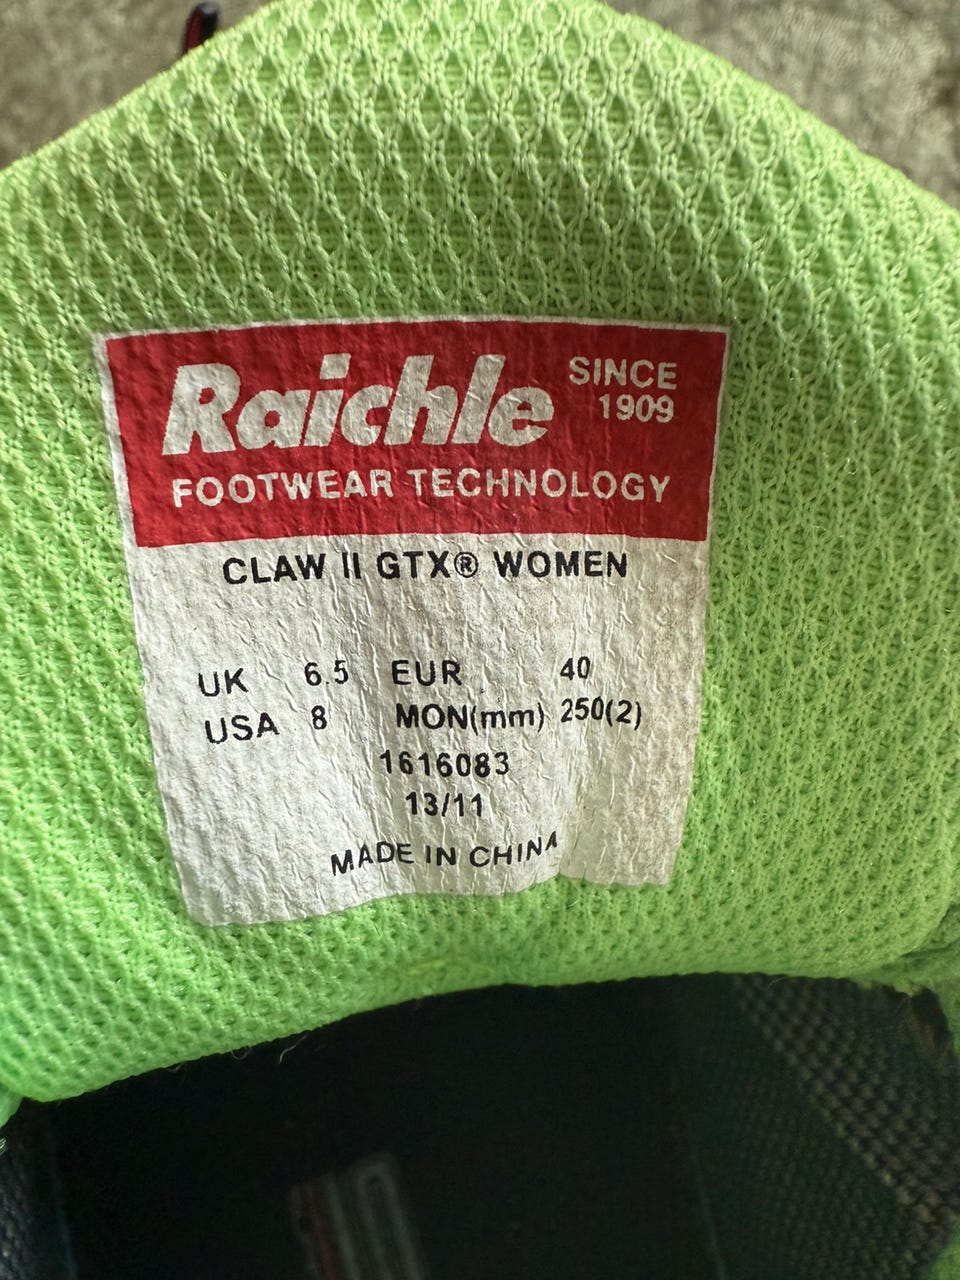 Raichle SINCE
1909
FOOTWEAR TECHNOLOGY
CLAW II GTX® WOMEN
UK 6.5 EUR 40
USA 8 MON(mm) 250(2)
1616083
13/11
MADE IN CHINA